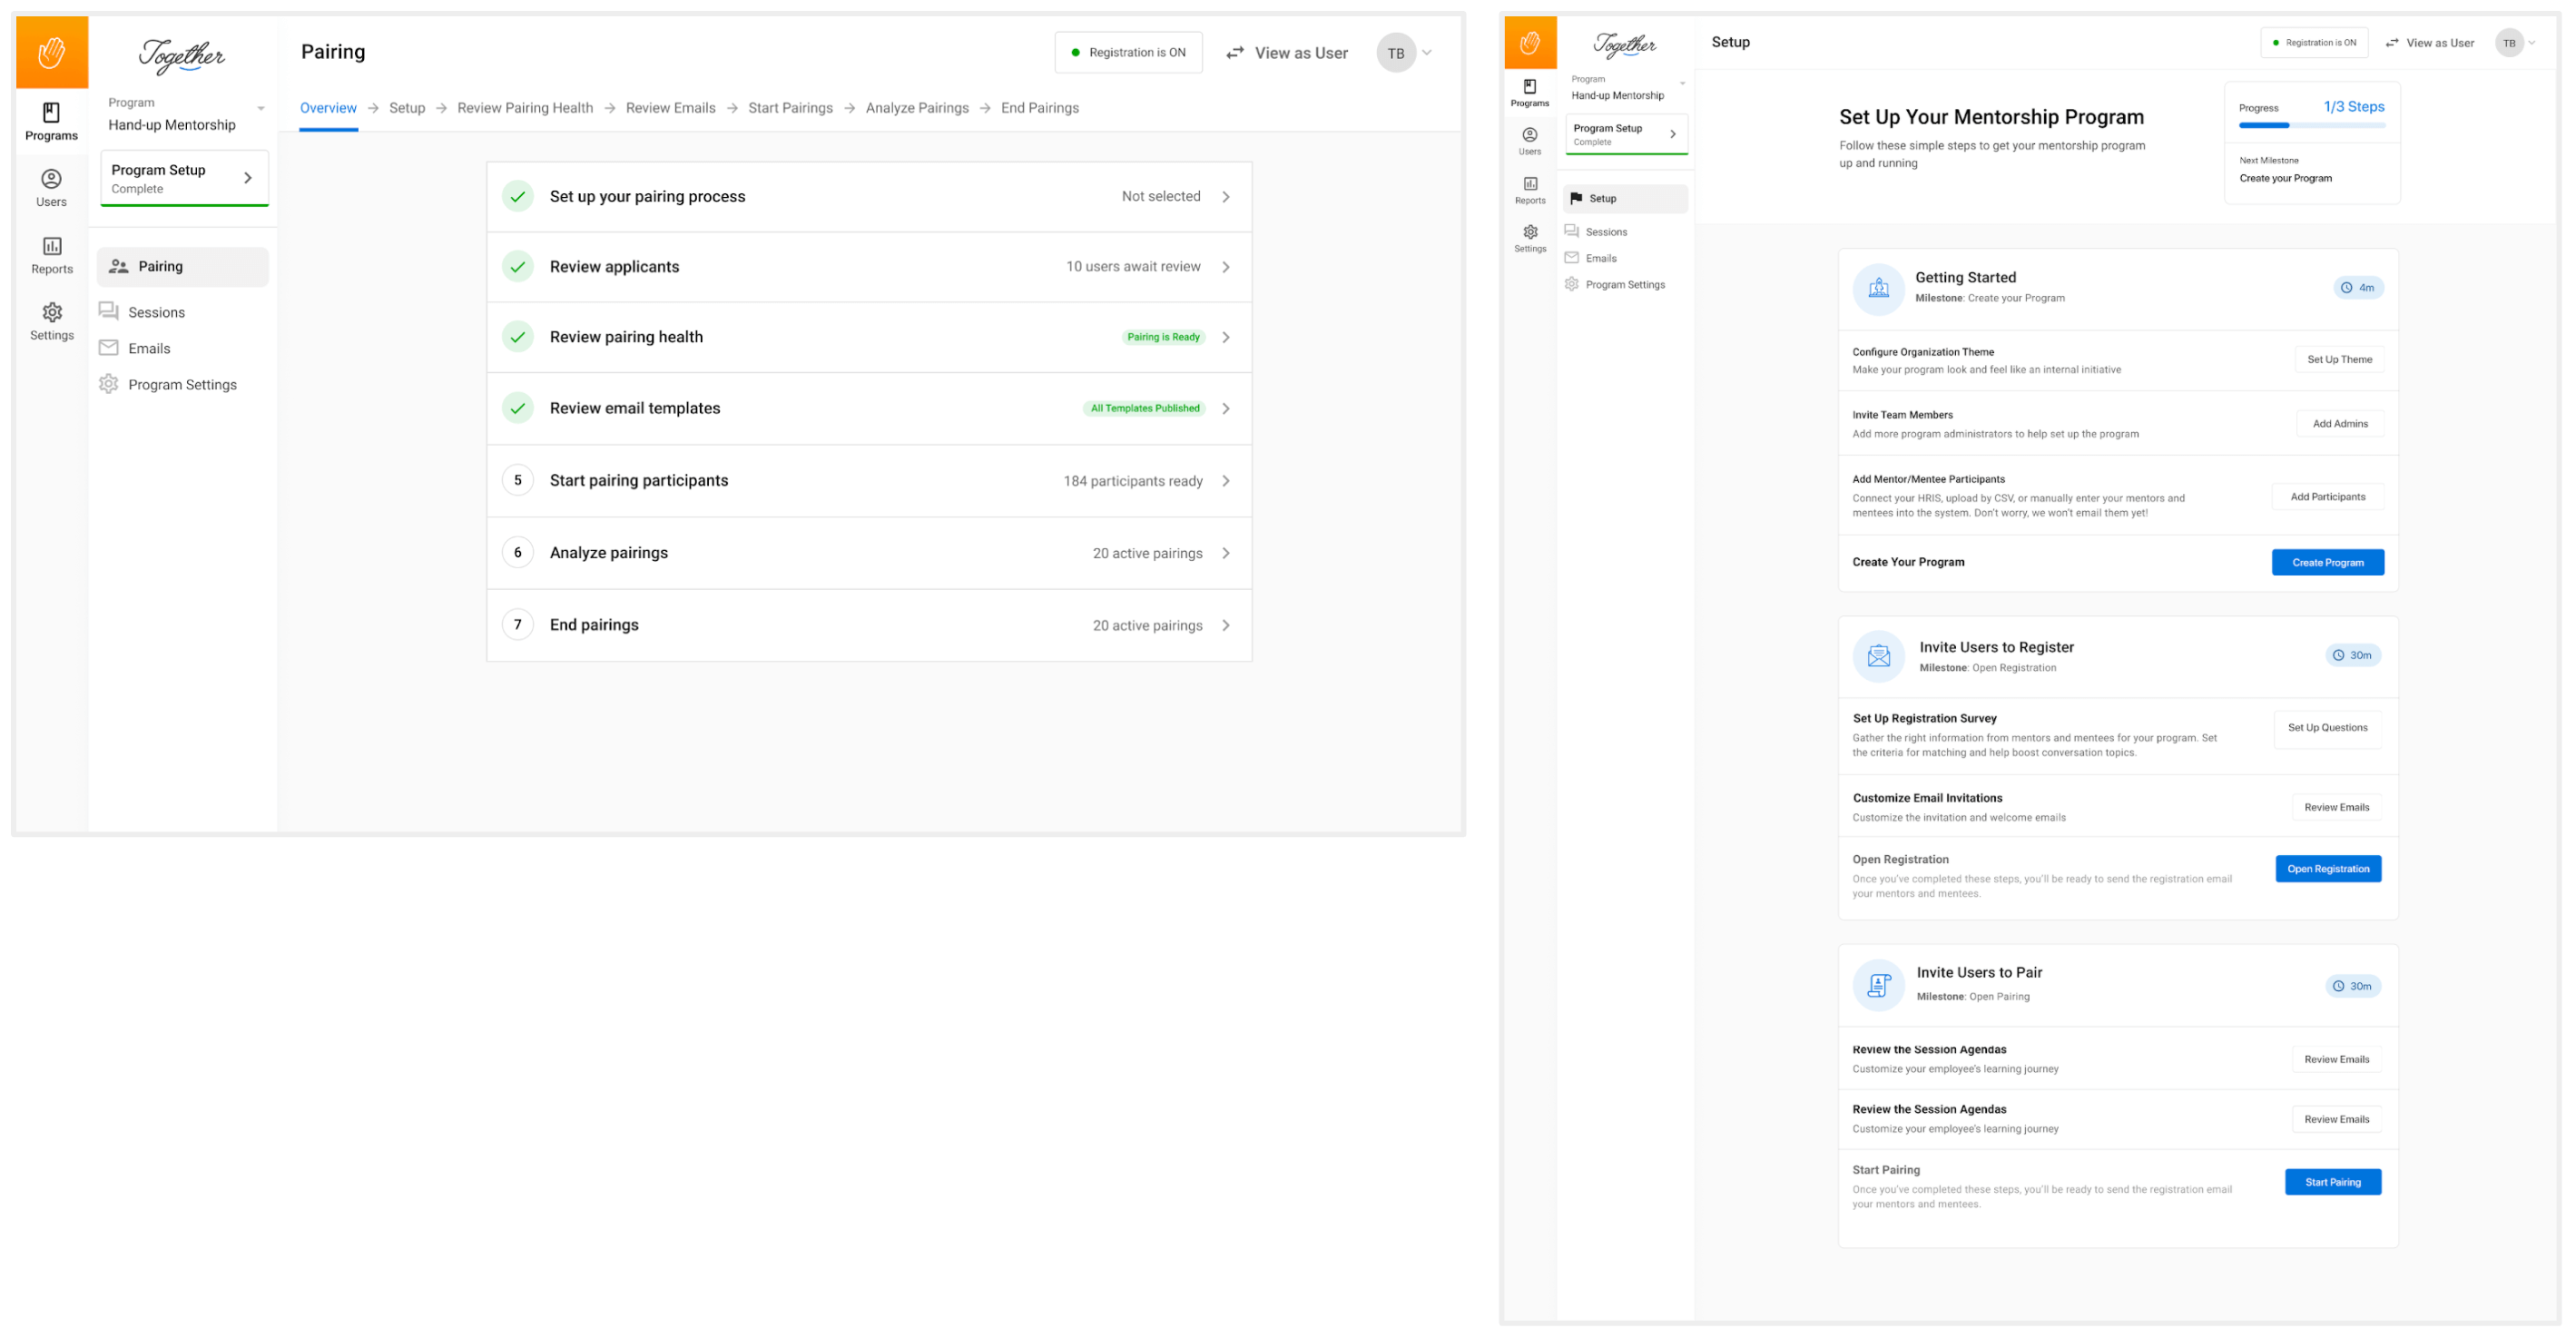 Together
Pairing
Registration is ON
View as User
TB
Programs
Program
Hand-up Mentorship
Program Setup
Complete
Users
Reports
Settings
Pairing
Sessions
Emails
Program Settings
Overview → Setup → Review Pairing Health → Review Emails → Start Pairings → Analyze Pairings → End Pairings
Set up your pairing process Not selected
Review applicants 10 users await review
Review pairing health Pairing is Ready
Review email templates All Templates Published
5 Start pairing participants 184 participants ready
6 Analyze pairings 20 active pairings
7 End pairings 20 active pairings
Together
Setup
Registration is ON
View as User
TB
Programs
Program
Hand-up Mentorship
Program Setup
Complete
Users
Reports
Settings
Setup
Sessions
Emails
Program Settings
Set Up Your Mentorship Program
Follow these simple steps to get your mentorship program
up and running
Progress 1/3 Steps
Next Milestone
Create your Program
Getting Started
Milestone: Create your Program
4m
Configure Organization Theme
Make your program look and feel like an internal initiative
Set Up Theme
Invite Team Members
Add more program administrators to help set up the program
Add Admins
Add Mentor/Mentee Participants
Connect your HRIS, upload by CSV, or manually enter your mentors and
mentees into the system. Don't worry, we won't email them yet!
Add Participants
Create Your Program
Create Program
Invite Users to Register
Milestone: Open Registration
30m
Set Up Registration Survey
Gather the right information from mentors and mentees for your program. Set
the criteria for matching and help boost conversation topics.
Set Up Questions
Customize Email Invitations
Customize the invitation and welcome emails
Review Emails
Open Registration
Once you've completed these steps, you'll be ready to send the registration email
your mentors and mentees.
Open Registration
Invite Users to Pair
Milestone: Open Pairing
30m
Review the Session Agendas
Customize your employee's learning journey
Review Emails
Review the Session Agendas
Customize your employee's learning journey
Review Emails
Start Pairing
Once you've completed these steps, you'll be ready to send the registration email
your mentors and mentees.
Start Pairing